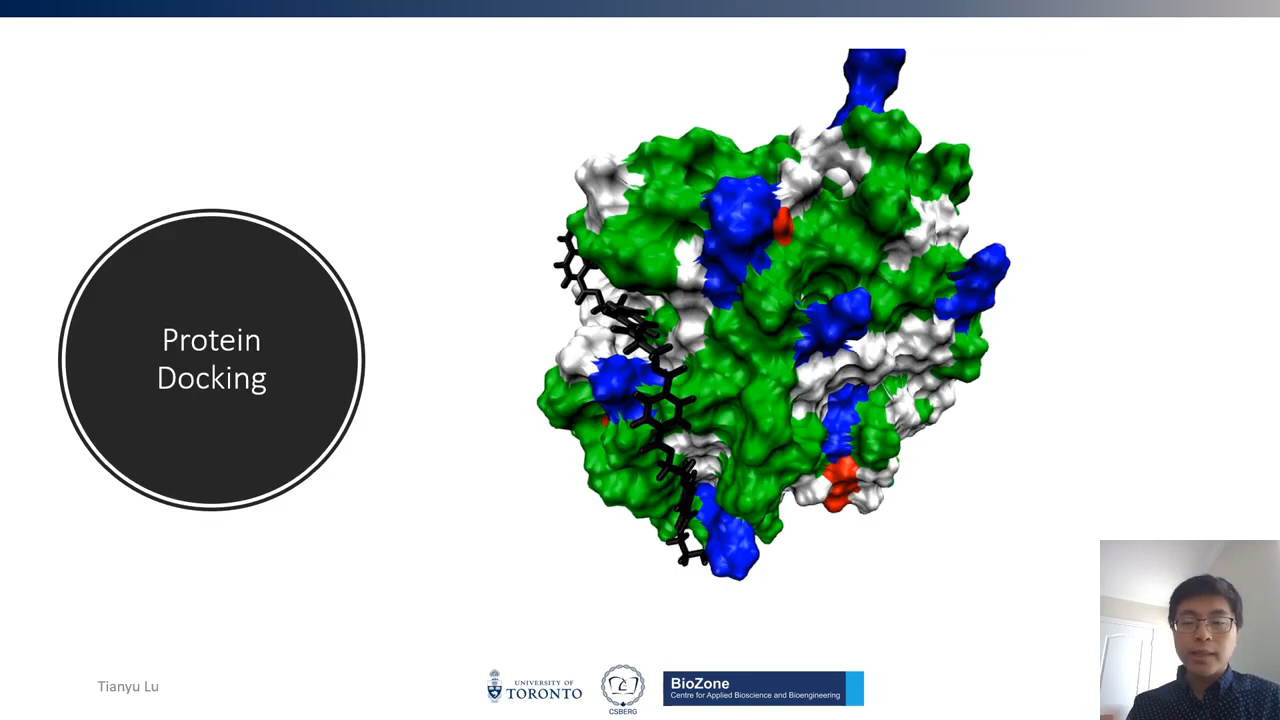 Protein
Docking
Tianyu Lu
UNIVERSITY OF
TORONTO
CSBERG
BioZone
Centre for Applied Bioscience and Bioengineering